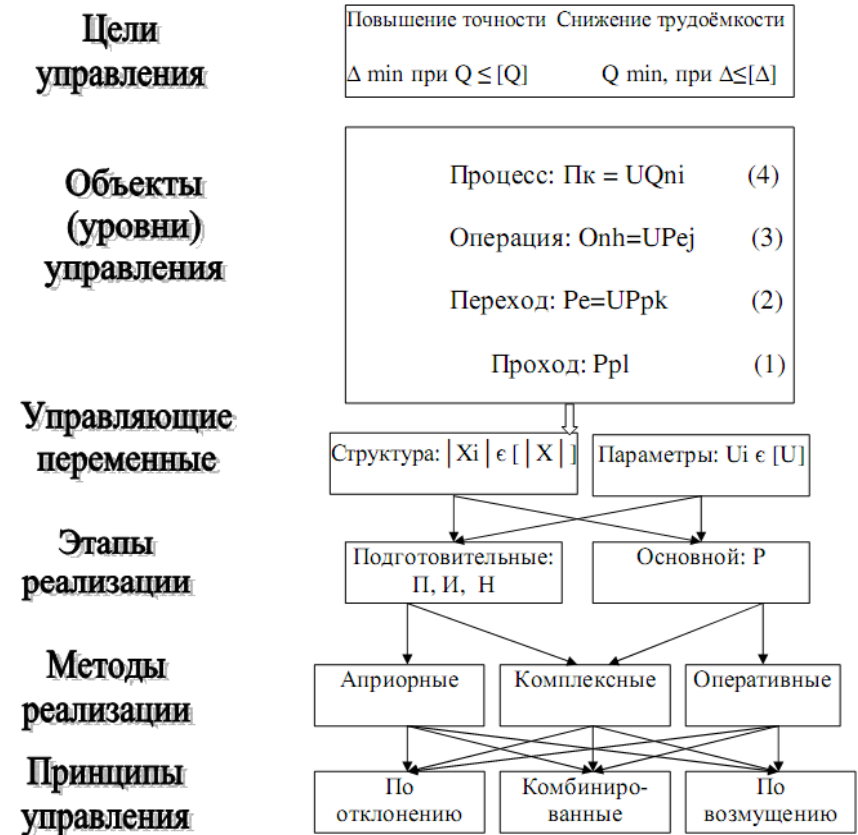 Цели
управления
Повышение точности Снижение трудоёмкости
Δ min при Q ≤ [Q] Q min, при Δ≤[Δ]
Объекты
(уровни)
управления
Процесс: Пк = UQni (4)
Операция: Onh=UPej (3)
Переход: Pe=UPpk (2)
Проход: Ppl (1)
Управляющие
переменные
Структура: │Xi│є [│X│] Параметры: Ui є [U]
Этапы
реализации
Подготовительные:
П, И, Н
Основной: Р
Методы
реализации
Априорные Комплексные Оперативные
Принципы
управления
По
отклонению
Комбиниро-
ванные
По
возмущению